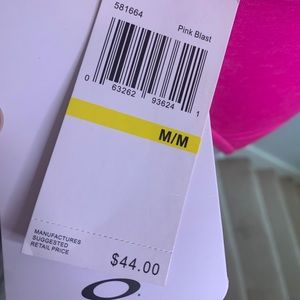 581664
Pink Blast
0 63262 93624 1
M/M
MANUFACTURES
SUGGESTED
RETAIL PRICE
$44.00